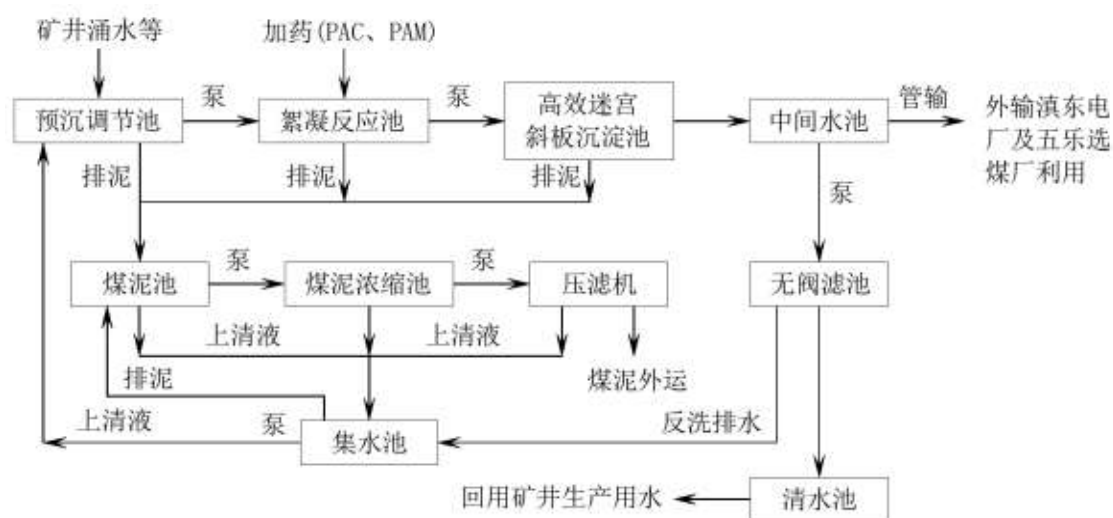 矿井涌水等
加药(PAC、PAM)
预沉调节池
泵
絮凝反应池
泵
高效迷宫
斜板沉淀池
中间水池
管输
外输滇东电
厂及五乐选
煤厂利用
排泥
排泥
排泥
泵
煤泥池
泵
煤泥浓缩池
泵
压滤机
无阀滤池
上清液
上清液
煤泥外运
排泥
上清液
泵
集水池
反洗排水
回用矿井生产用水
清水池